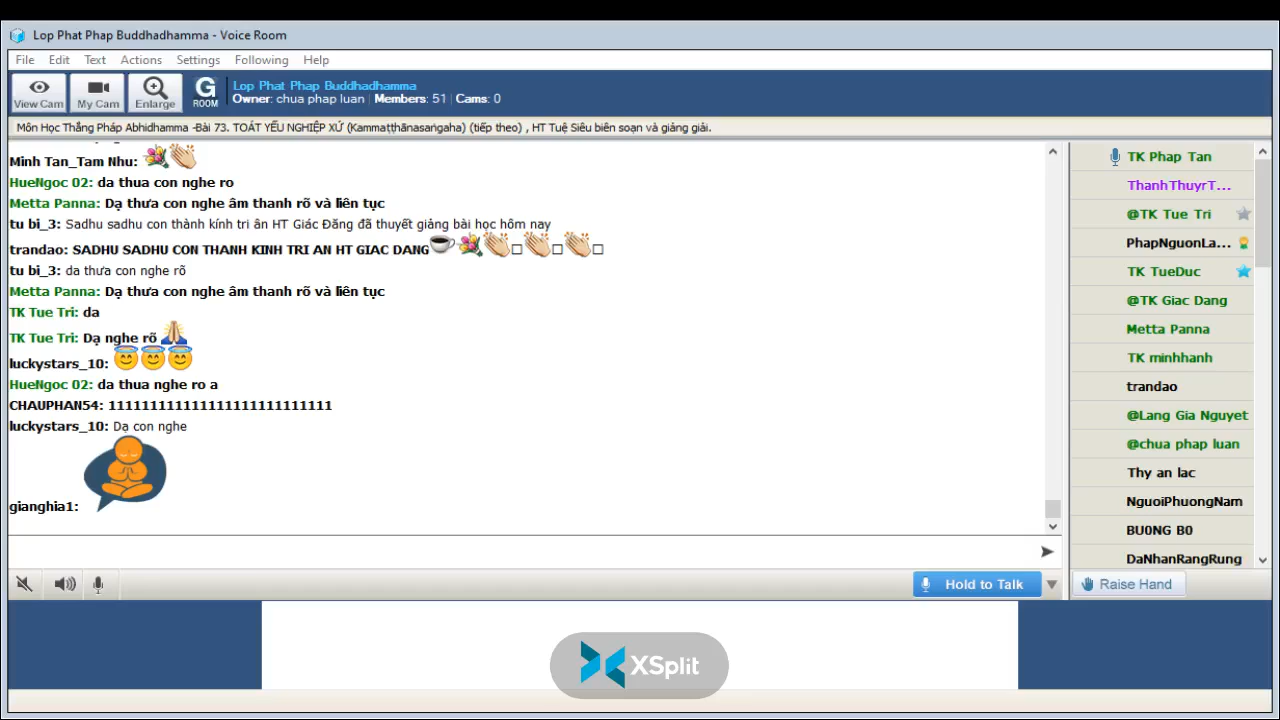 Lop Phat Phap Buddhadhamma - Voice Room
File Edit Text Actions Settings Following Help
View Cam My Cam Enlarge G ROOM
Lop Phat Phap Buddhadhamma
Owner: chua phap luan | Members: 51 | Cams: 0
Môn Học Thắng Pháp Abhidhamma -Bài 73. TOÁT YẾU NGHIỆP XỨ (Kammaṭṭhānasaṅgaha) (tiếp theo) , HT Tuệ Siêu biên soạn và giảng giải.
Minh Tan_Tam Nhu:
HueNgoc 02: da thua con nghe ro
Metta Panna: Dạ thưa con nghe âm thanh rõ và liên tục
tu bi_3: Sadhu sadhu con thành kính tri ân HT Giác Đăng đã thuyết giảng bài học hôm nay
trandao: SADHU SADHU CON THANH KINH TRI AN HT GIAC DANG
tu bi_3: da thưa con nghe rõ
Metta Panna: Dạ thưa con nghe âm thanh rõ và liên tục
TK Tue Tri: da
TK Tue Tri: Dạ nghe rõ
luckystars_10:
HueNgoc 02: da thua nghe ro a
CHAUPHAN54: 111111111111111111111111111
luckystars_10: Dạ con nghe
gianghia1:
TK Phap Tan
ThanhThuyrT...
@TK Tue Tri
PhapNguonLa...
TK TueDuc
@TK Giac Dang
Metta Panna
TK minhhanh
trandao
@Lang Gia Nguyet
@chua phap luan
Thy an lac
NguoiPhuongNam
BU0NG B0
DaNhanRangRung
Hold to Talk
Raise Hand
XSplit